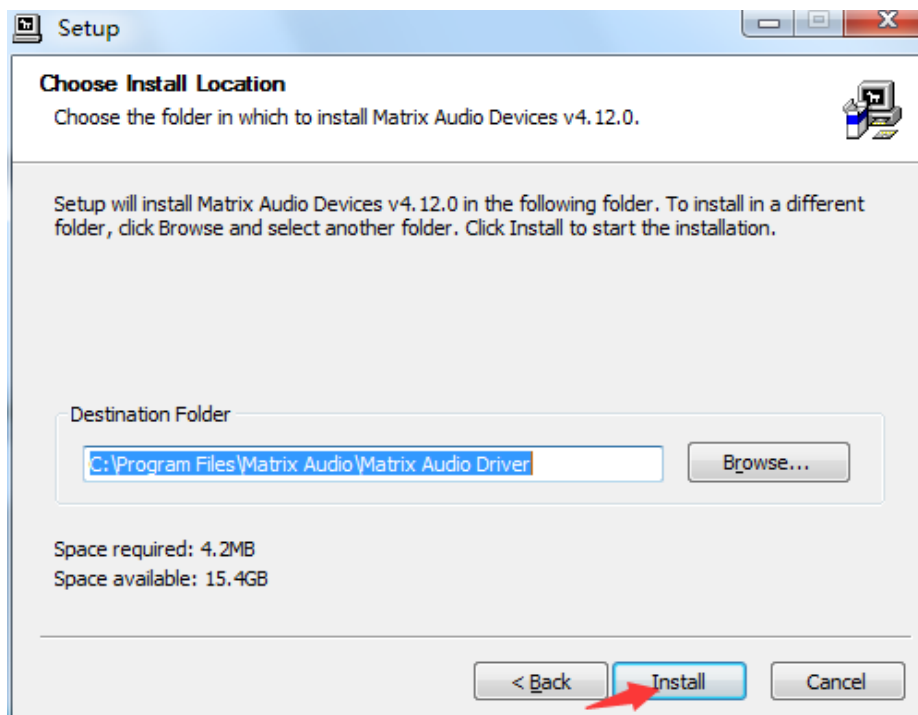 Setup
Choose Install Location
Choose the folder in which to install Matrix Audio Devices v4.12.0.
Setup will install Matrix Audio Devices v4.12.0 in the following folder. To install in a different
folder, click Browse and select another folder. Click Install to start the installation.
Destination Folder
C:\Program Files\Matrix Audio\Matrix Audio Driver
Browse...
Space required: 4.2MB
Space available: 15.4GB
< Back
Install
Cancel